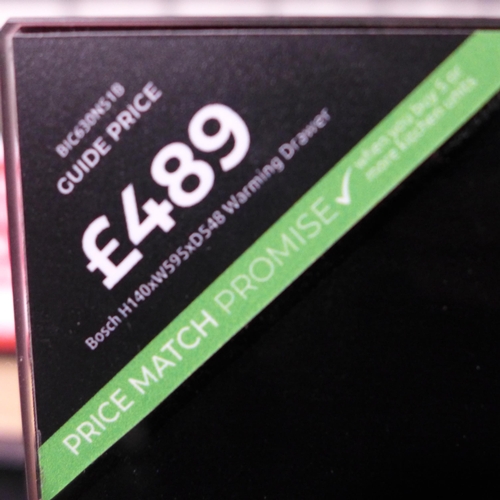 BIC630NS1B
GUIDE PRICE
£489
Bosch H140xW595xD548 Warming Drawer
PRICE MATCH PROMISE✓
when you buy 5 or
more kitchen units